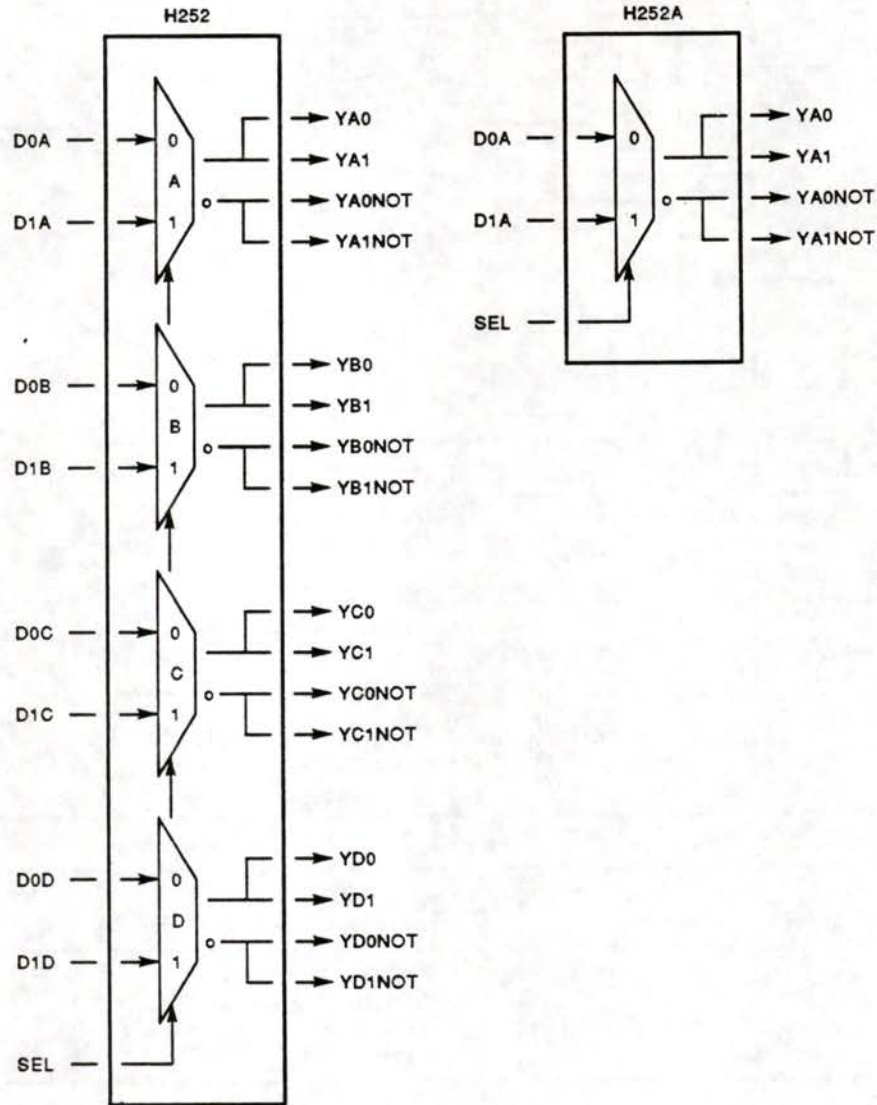 H252
D0A
0
A
D1A
1
YA0
YA1
YA0NOT
YA1NOT
D0B
0
B
D1B
1
YB0
YB1
YB0NOT
YB1NOT
D0C
0
C
D1C
1
YC0
YC1
YC0NOT
YC1NOT
D0D
0
D
D1D
1
YD0
YD1
YD0NOT
YD1NOT
SEL
H252A
D0A
0
D1A
1
SEL
YA0
YA1
YA0NOT
YA1NOT